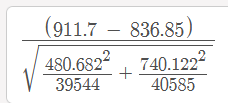 (911.7 − 836.85)
√(480.682² / 39544 + 740.122² / 40585)